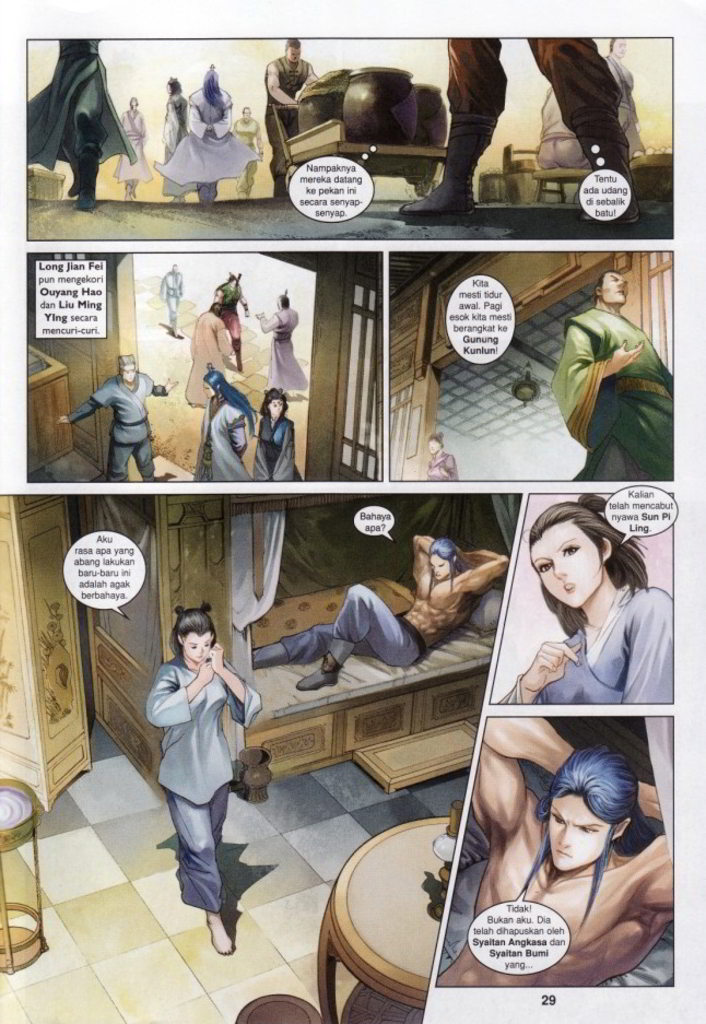 Nampaknya
mereka datang
ke pekan ini
secara senyap-
senyap.
Tentu
ada udang
di sebalik
batu!
Long Jian Fei
pun mengekori
Ouyang Hao
dan Liu Ming
YIng secara
mencuri-curi.
Kita
mesti tidur
awal. Pagi
esok kita mesti
berangkat ke
Gunung
Kunlun!
Aku
rasa apa yang
abang lakukan
baru-baru ini
adalah agak
berbahaya.
Bahaya
apa?
Kalian
telah mencabut
nyawa Sun Pi
Ling.
Tidak!
Bukan aku. Dia
telah dihapuskan oleh
Syaitan Angkasa dan
Syaitan Bumi
yang...
29